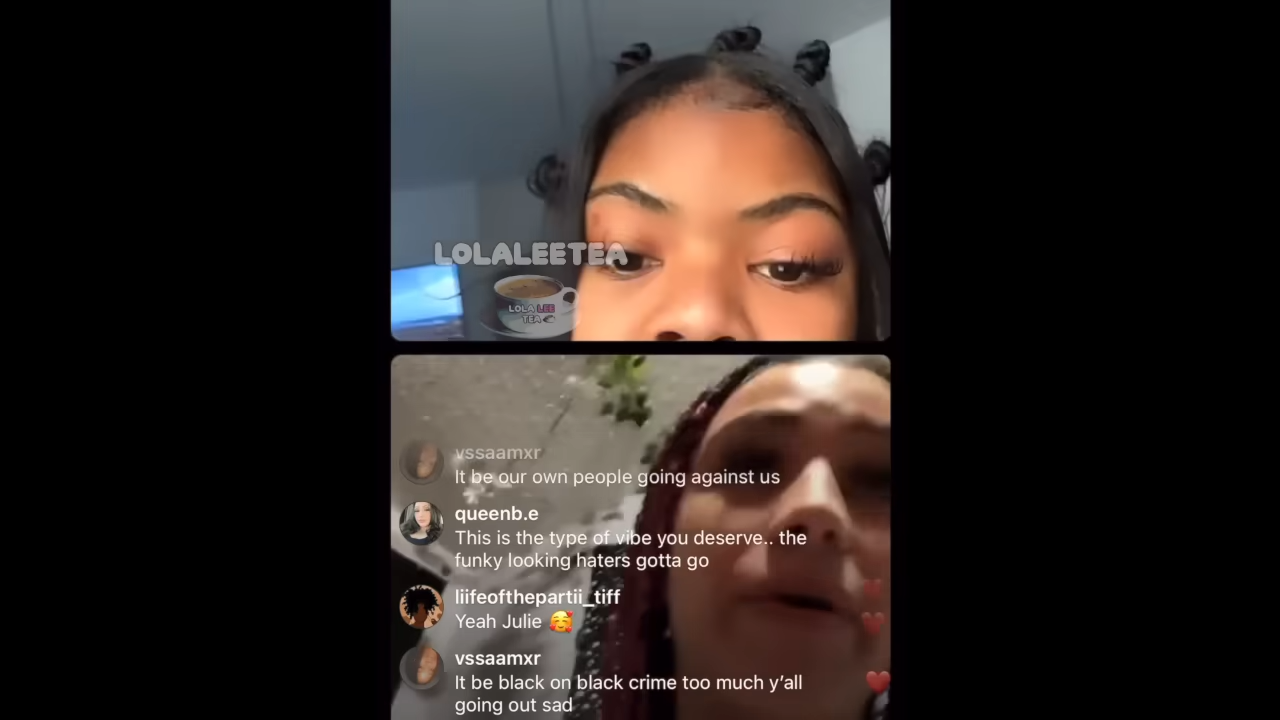 LOLALEETEA
LOLA LEE
TEA
vssaamxr
It be our own people going against us
queenb.e
This is the type of vibe you deserve.. the
funky looking haters gotta go
liifeofthepartii_tiff
Yeah Julie 🥰
vssaamxr
It be black on black crime too much y’all
going out sad